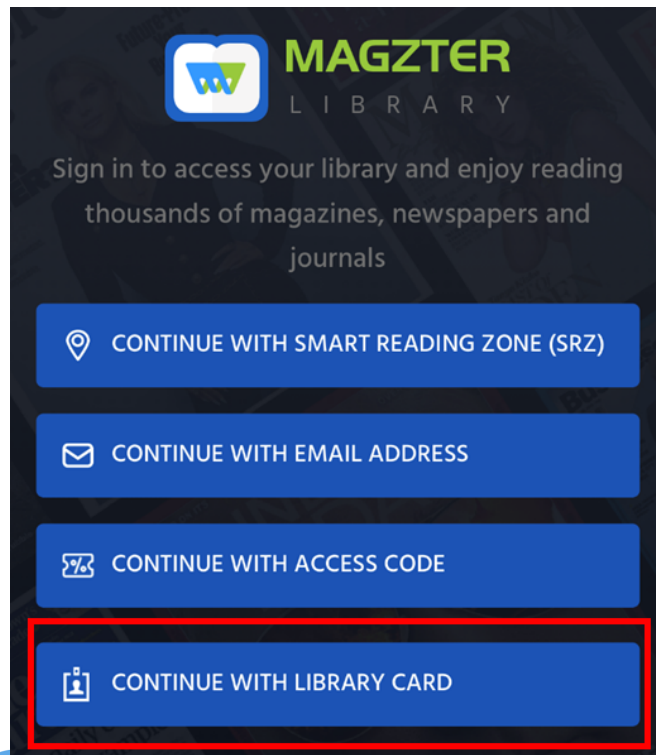 MAGZTER
LIBRARY
Sign in to access your library and enjoy reading
thousands of magazines, newspapers and
journals
CONTINUE WITH SMART READING ZONE (SRZ)
CONTINUE WITH EMAIL ADDRESS
CONTINUE WITH ACCESS CODE
CONTINUE WITH LIBRARY CARD